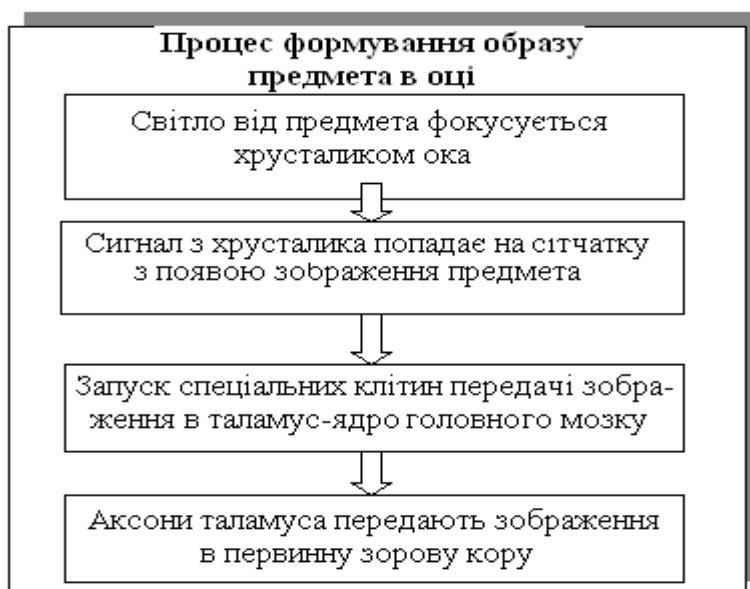 Процес формування образу
предмета в оці
Світло від предмета фокусується
хрусталиком ока
Сигнал з хрусталика попадає на сітчатку
з появою зображення предмета
Запуск спеціальних клітин передачі зобра-
ження в таламус-ядро головного мозку
Аксони таламуса передають зображення
в первинну зорову кору